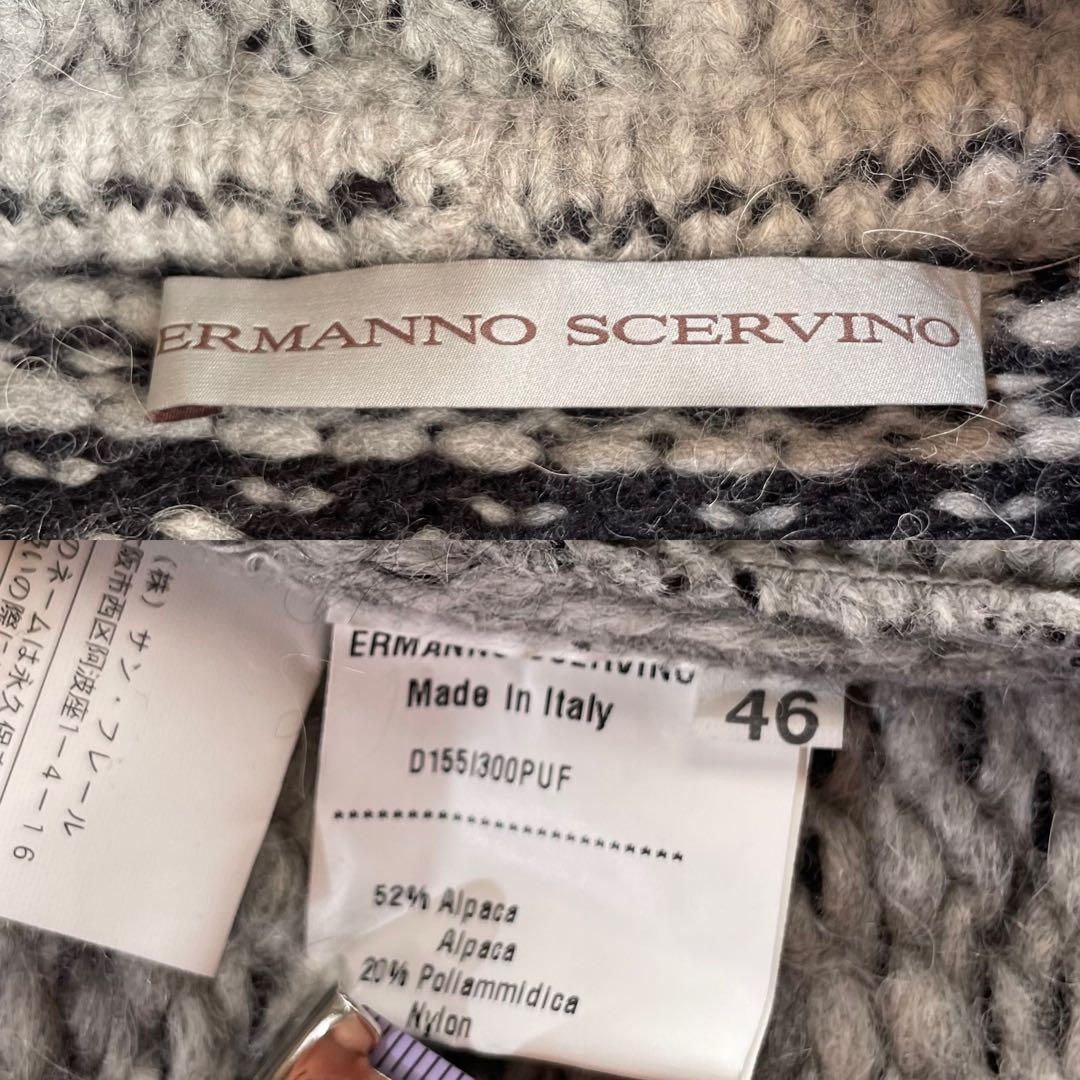 ERMANNO SCERVINO
(株) サン・フレール
阪市西区阿波座1-4-16
のネームは永久保
いの際に
ERMANNO SCERVINO
Made In Italy
46
D155I300PUF
************************
52% Alpaca
Alpaca
20% Poliammidica
Nylon